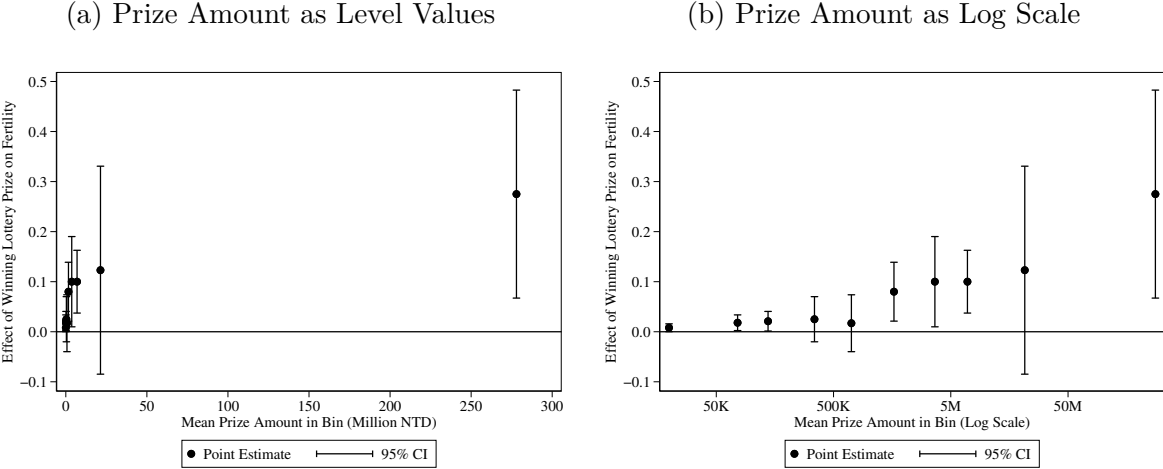 (a) Prize Amount as Level Values
Effect of Winning Lottery Prize on Fertility
0.5
0.4
0.3
0.2
0.1
0.0
−0.1
0 50 100 150 200 250 300
Mean Prize Amount in Bin (Million NTD)
Point Estimate 95% CI
(b) Prize Amount as Log Scale
Effect of Winning Lottery Prize on Fertility
0.5
0.4
0.3
0.2
0.1
0.0
−0.1
50K 500K 5M 50M
Mean Prize Amount in Bin (Log Scale)
Point Estimate 95% CI